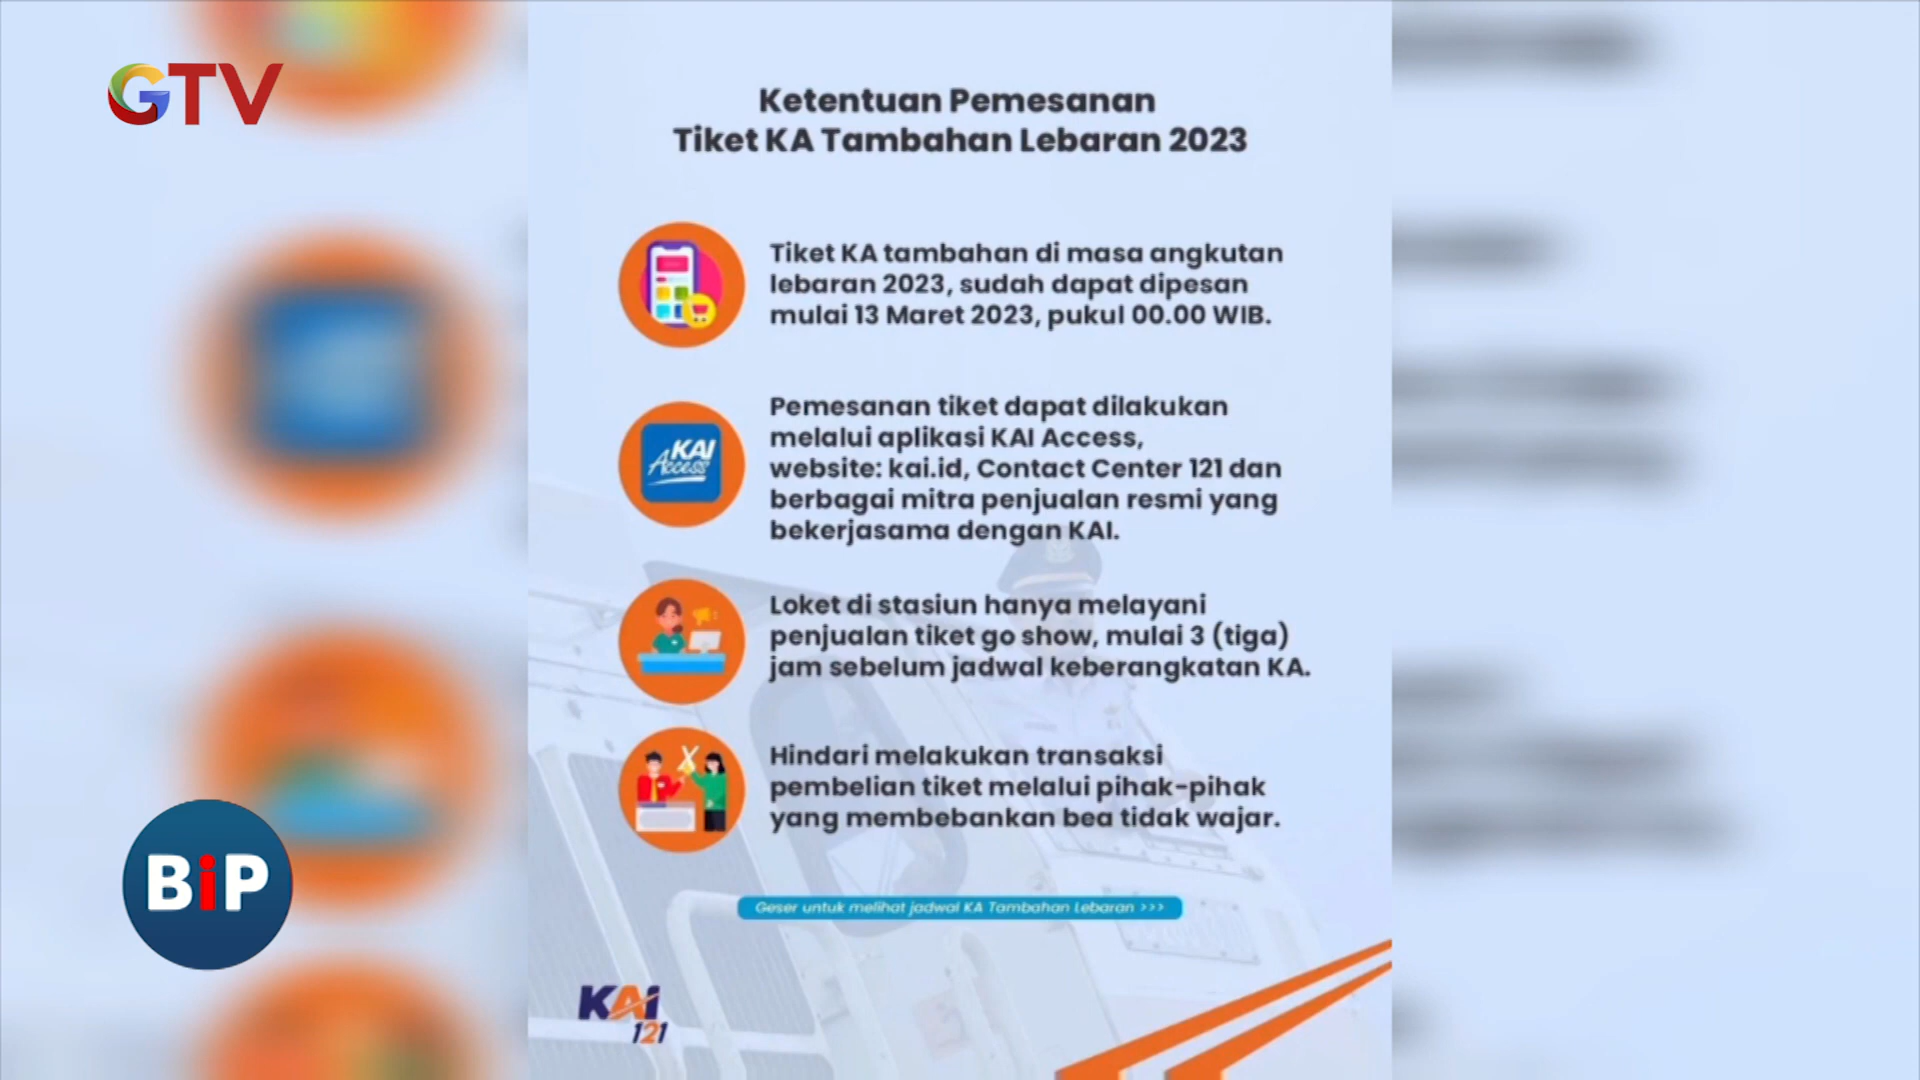 GTV
Ketentuan Pemesanan
Tiket KA Tambahan Lebaran 2023
Tiket KA tambahan di masa angkutan
lebaran 2023, sudah dapat dipesan
mulai 13 Maret 2023, pukul 00.00 WIB.
KAI
Access
Pemesanan tiket dapat dilakukan
melalui aplikasi KAI Access,
website: kai.id, Contact Center 121 dan
berbagai mitra penjualan resmi yang
bekerjasama dengan KAI.
Loket di stasiun hanya melayani
penjualan tiket go show, mulai 3 (tiga)
jam sebelum jadwal keberangkatan KA.
Hindari melakukan transaksi
pembelian tiket melalui pihak-pihak
yang membebankan bea tidak wajar.
BiP
Geser untuk melihat jadwal KA Tambahan Lebaran >>>
KAI
121